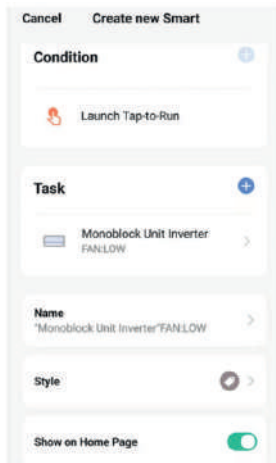 Cancel Create new Smart
Condition
Launch Tap-to-Run
Task
Monoblock Unit Inverter
FAN:LOW
Name
"Monoblock Unit Inverter"FAN:LOW
Style
Show on Home Page